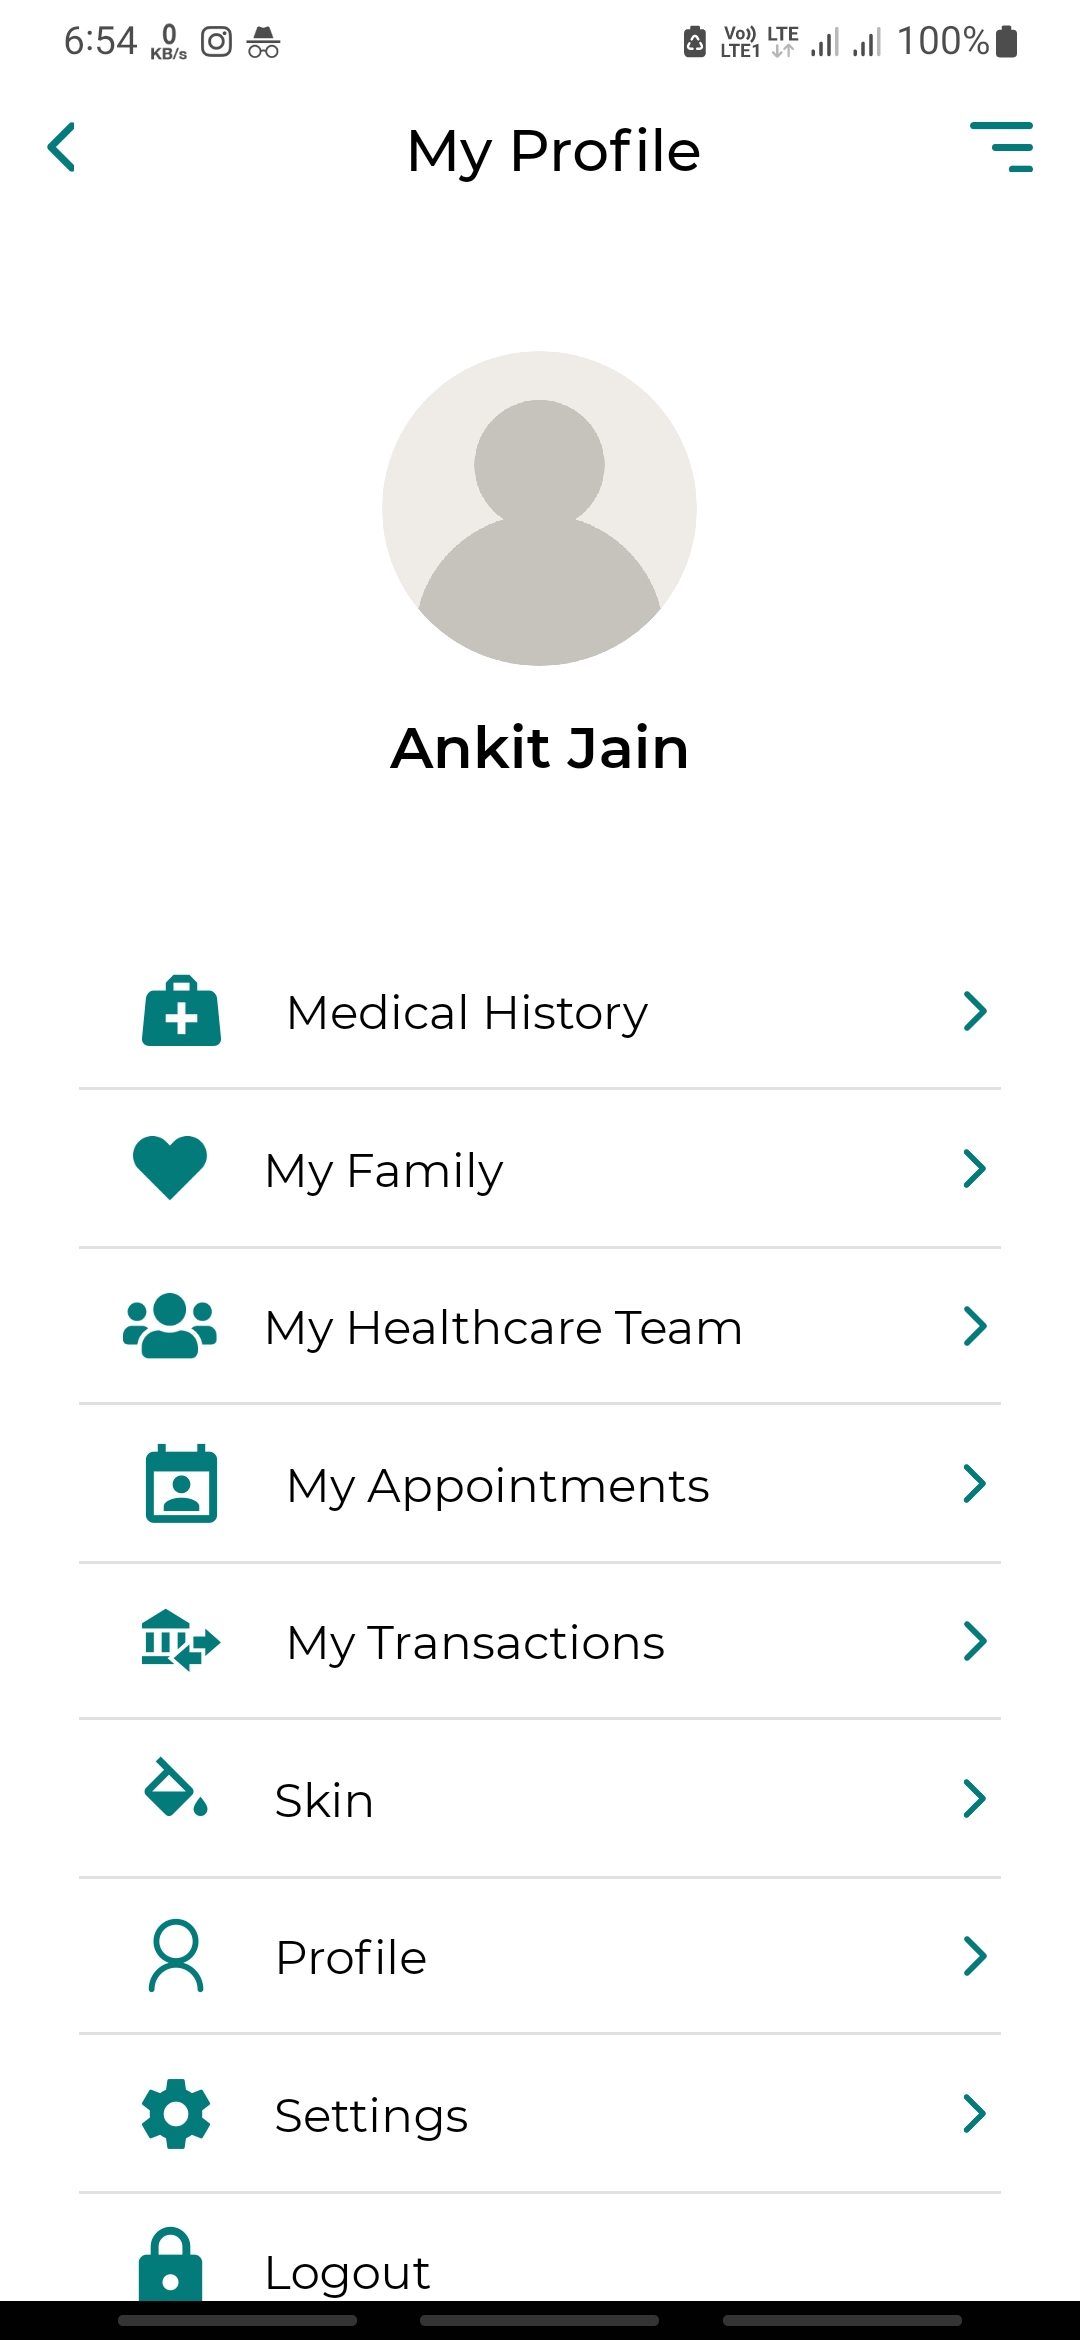 6:54 0 KB/s Vo)) LTE1 LTE 100%
My Profile
Ankit Jain
Medical History
My Family
My Healthcare Team
My Appointments
My Transactions
Skin
Profile
Settings
Logout